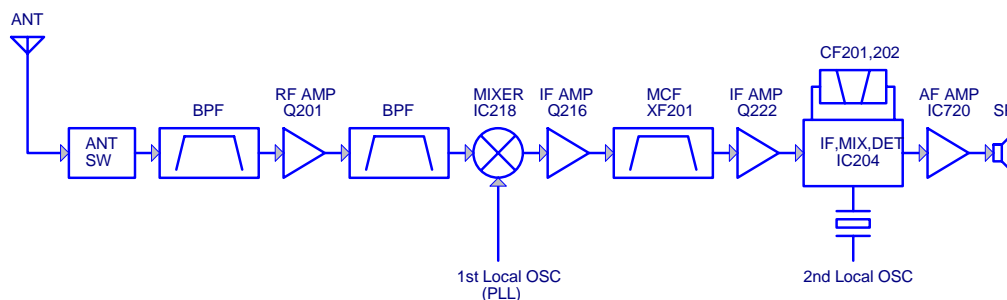 ANT
CF201,202
BPF
RF AMP
Q201
BPF
MIXER
IC218
IF AMP
Q216
MCF
XF201
IF AMP
Q222
AF AMP
IC720
ANT
SW
IF,MIX,DET
IC204
1st Local OSC
(PLL)
2nd Local OSC